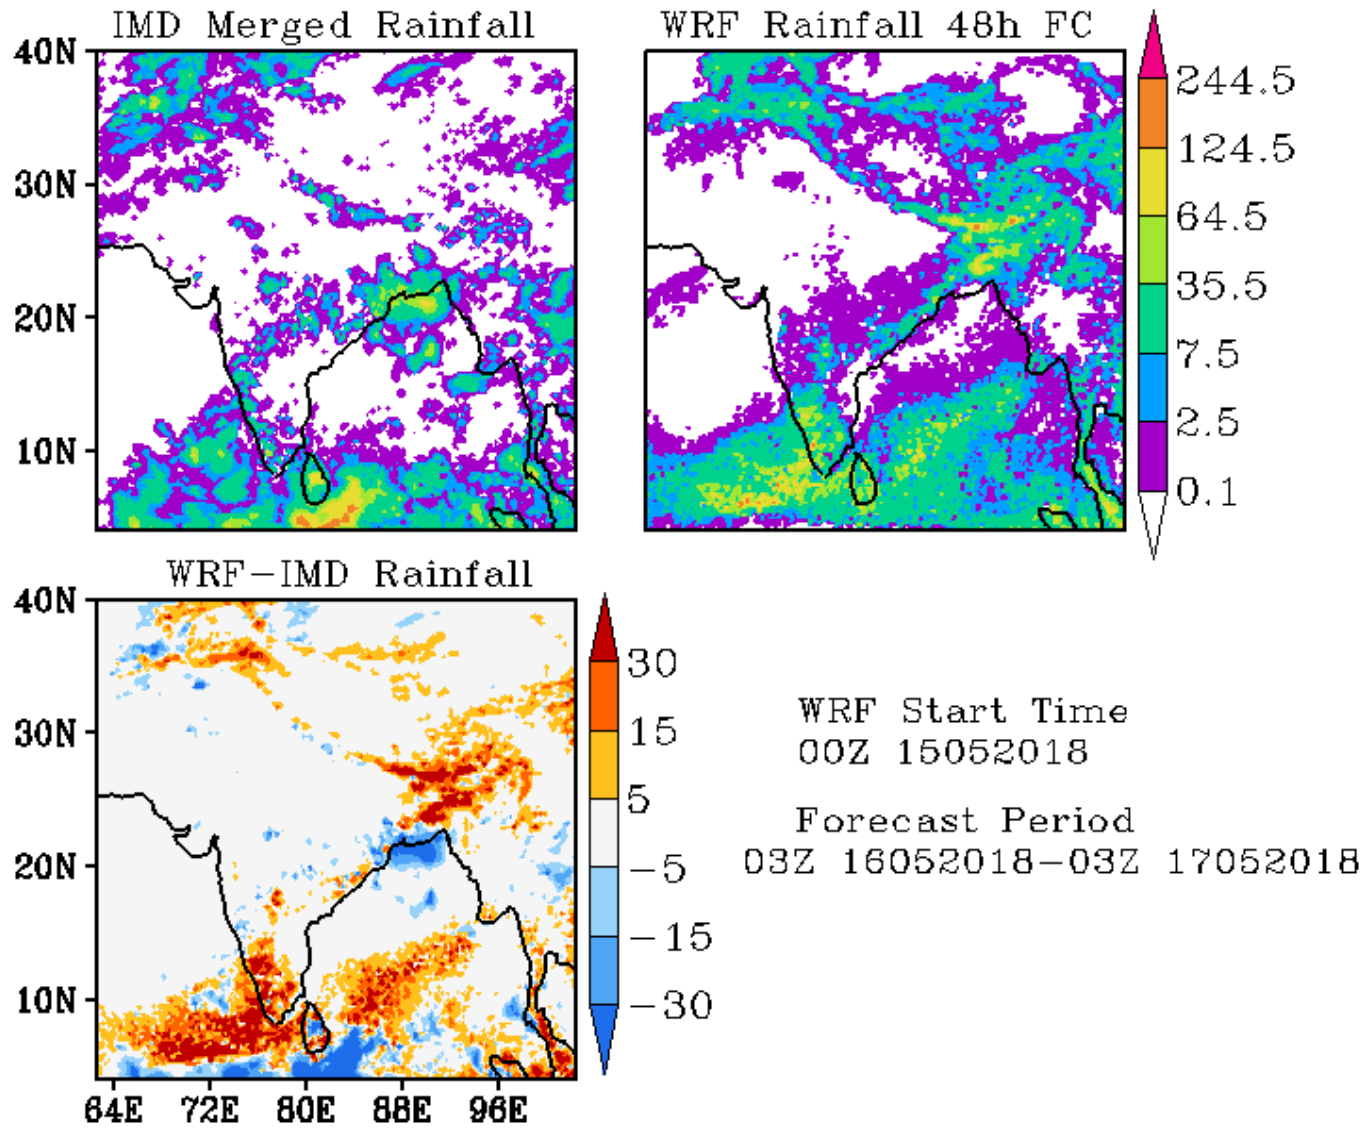 IMD Merged Rainfall
WRF Rainfall 48h FC
40N
30N
20N
10N
244.5
124.5
64.5
35.5
7.5
2.5
0.1
WRF-IMD Rainfall
40N
30N
20N
10N
64E 72E 80E 88E 96E
30
15
5
-5
-15
-30
WRF Start Time
00Z 15052018
Forecast Period
03Z 16052018-03Z 17052018